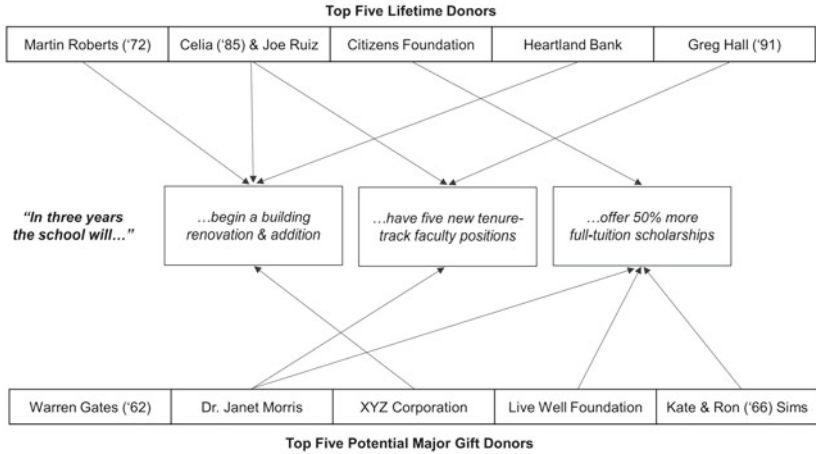 Top Five Lifetime Donors
Martin Roberts (‘72)
Celia (‘85) & Joe Ruiz
Citizens Foundation
Heartland Bank
Greg Hall (‘91)
“In three years
the school will…”
…begin a building
renovation & addition
…have five new tenure-
track faculty positions
…offer 50% more
full-tuition scholarships
Warren Gates (‘62)
Dr. Janet Morris
XYZ Corporation
Live Well Foundation
Kate & Ron (‘66) Sims
Top Five Potential Major Gift Donors